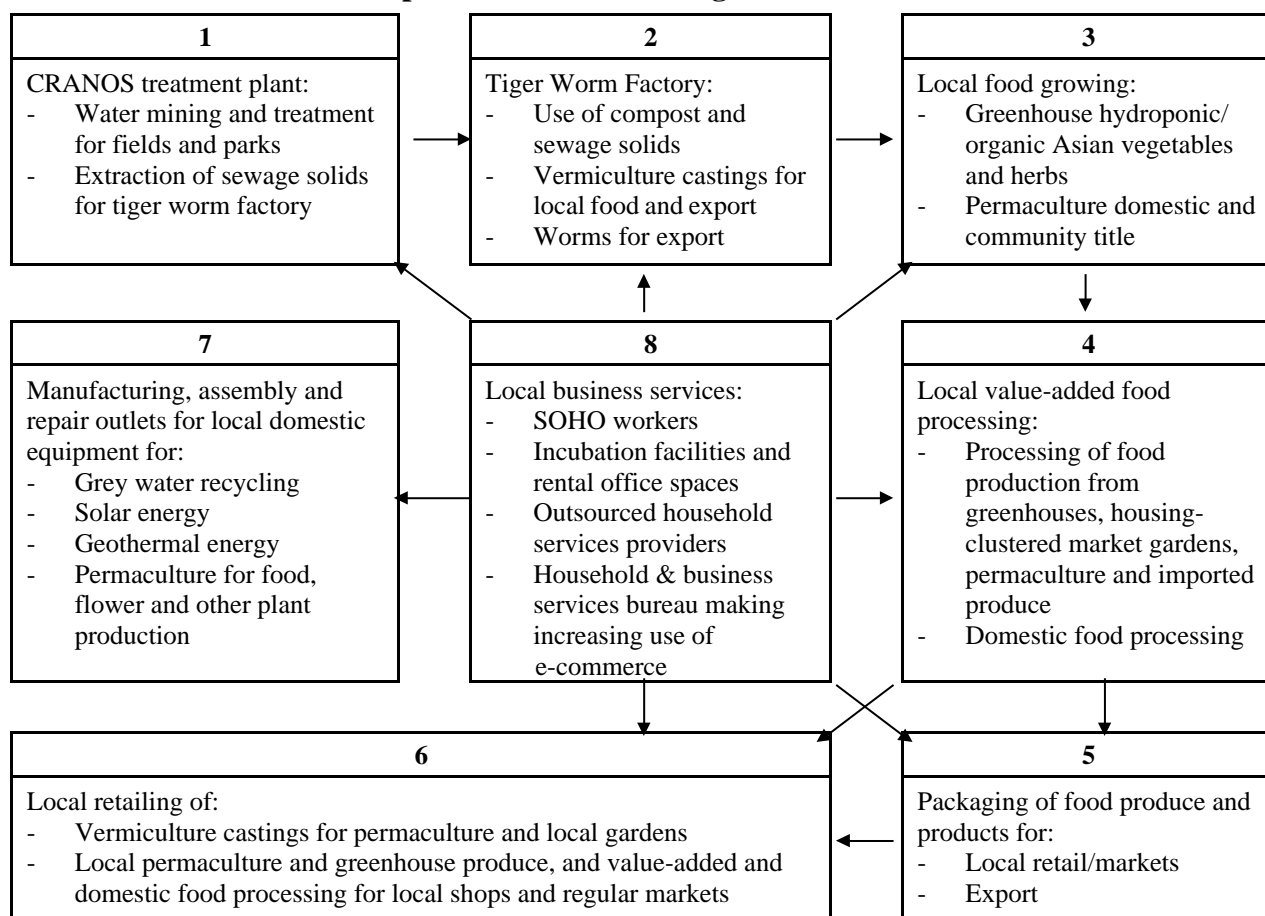 1
CRANOS treatment plant:
- Water mining and treatment
for fields and parks
- Extraction of sewage solids
for tiger worm factory
2
Tiger Worm Factory:
- Use of compost and
sewage solids
- Vermiculture castings for
local food and export
- Worms for export
3
Local food growing:
- Greenhouse hydroponic/
organic Asian vegetables
and herbs
- Permaculture domestic and
community title
7
Manufacturing, assembly and
repair outlets for local domestic
equipment for:
- Grey water recycling
- Solar energy
- Geothermal energy
- Permaculture for food,
flower and other plant
production
8
Local business services:
- SOHO workers
- Incubation facilities and
rental office spaces
- Outsourced household
services providers
- Household & business
services bureau making
increasing use of
e-commerce
4
Local value-added food
processing:
- Processing of food
production from
greenhouses, housing-
clustered market gardens,
permaculture and imported
produce
- Domestic food processing
6
Local retailing of:
- Vermiculture castings for permaculture and local gardens
- Local permaculture and greenhouse produce, and value-added and
domestic food processing for local shops and regular markets
5
Packaging of food produce and
products for:
- Local retail/markets
- Export